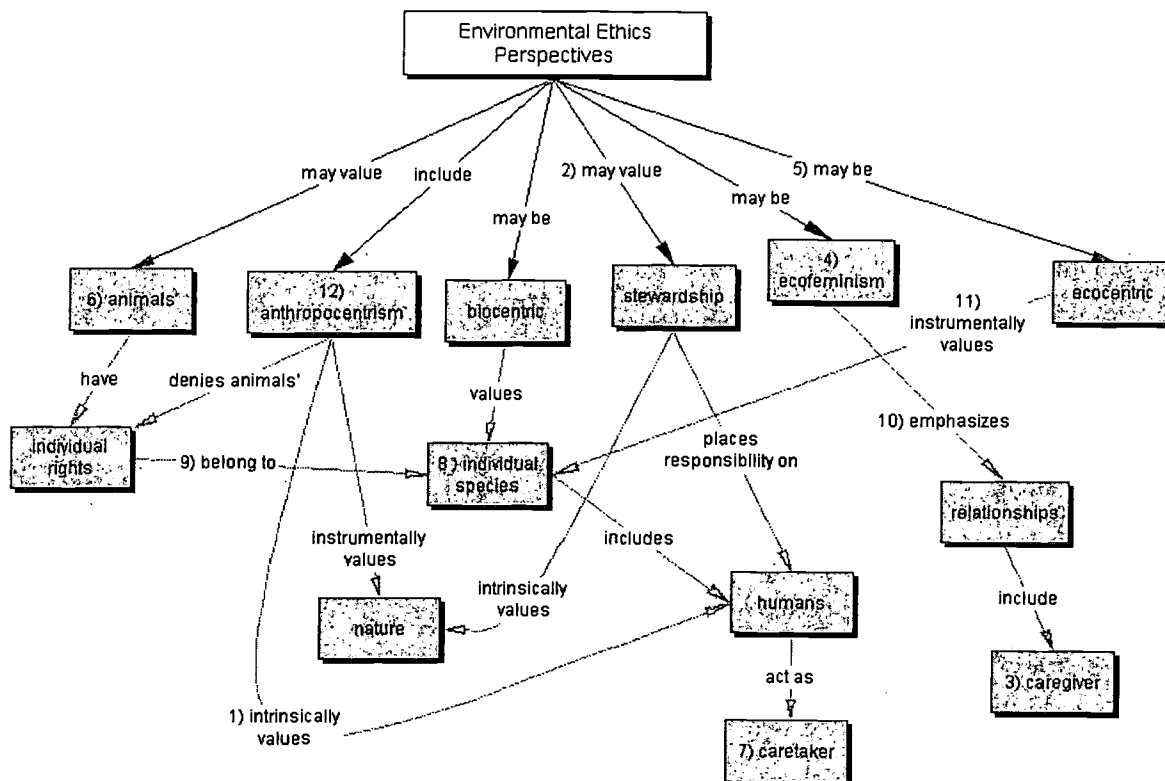 Environmental Ethics
Perspectives
may value
include
may be
2) may value
may be
5) may be
6) animals
12)
anthropocentrism
biocentric
stewardship
4)
ecofeminism
ecocentric
11)
instrumentally
values
have
denies animals'
values
places
responsibility on
10) emphasizes
individual
rights
9) belong to
8) individual
species
relationships
instrumentally
values
includes
intrinsically
values
humans
include
nature
act as
3) caregiver
1) intrinsically
values
7) caretaker